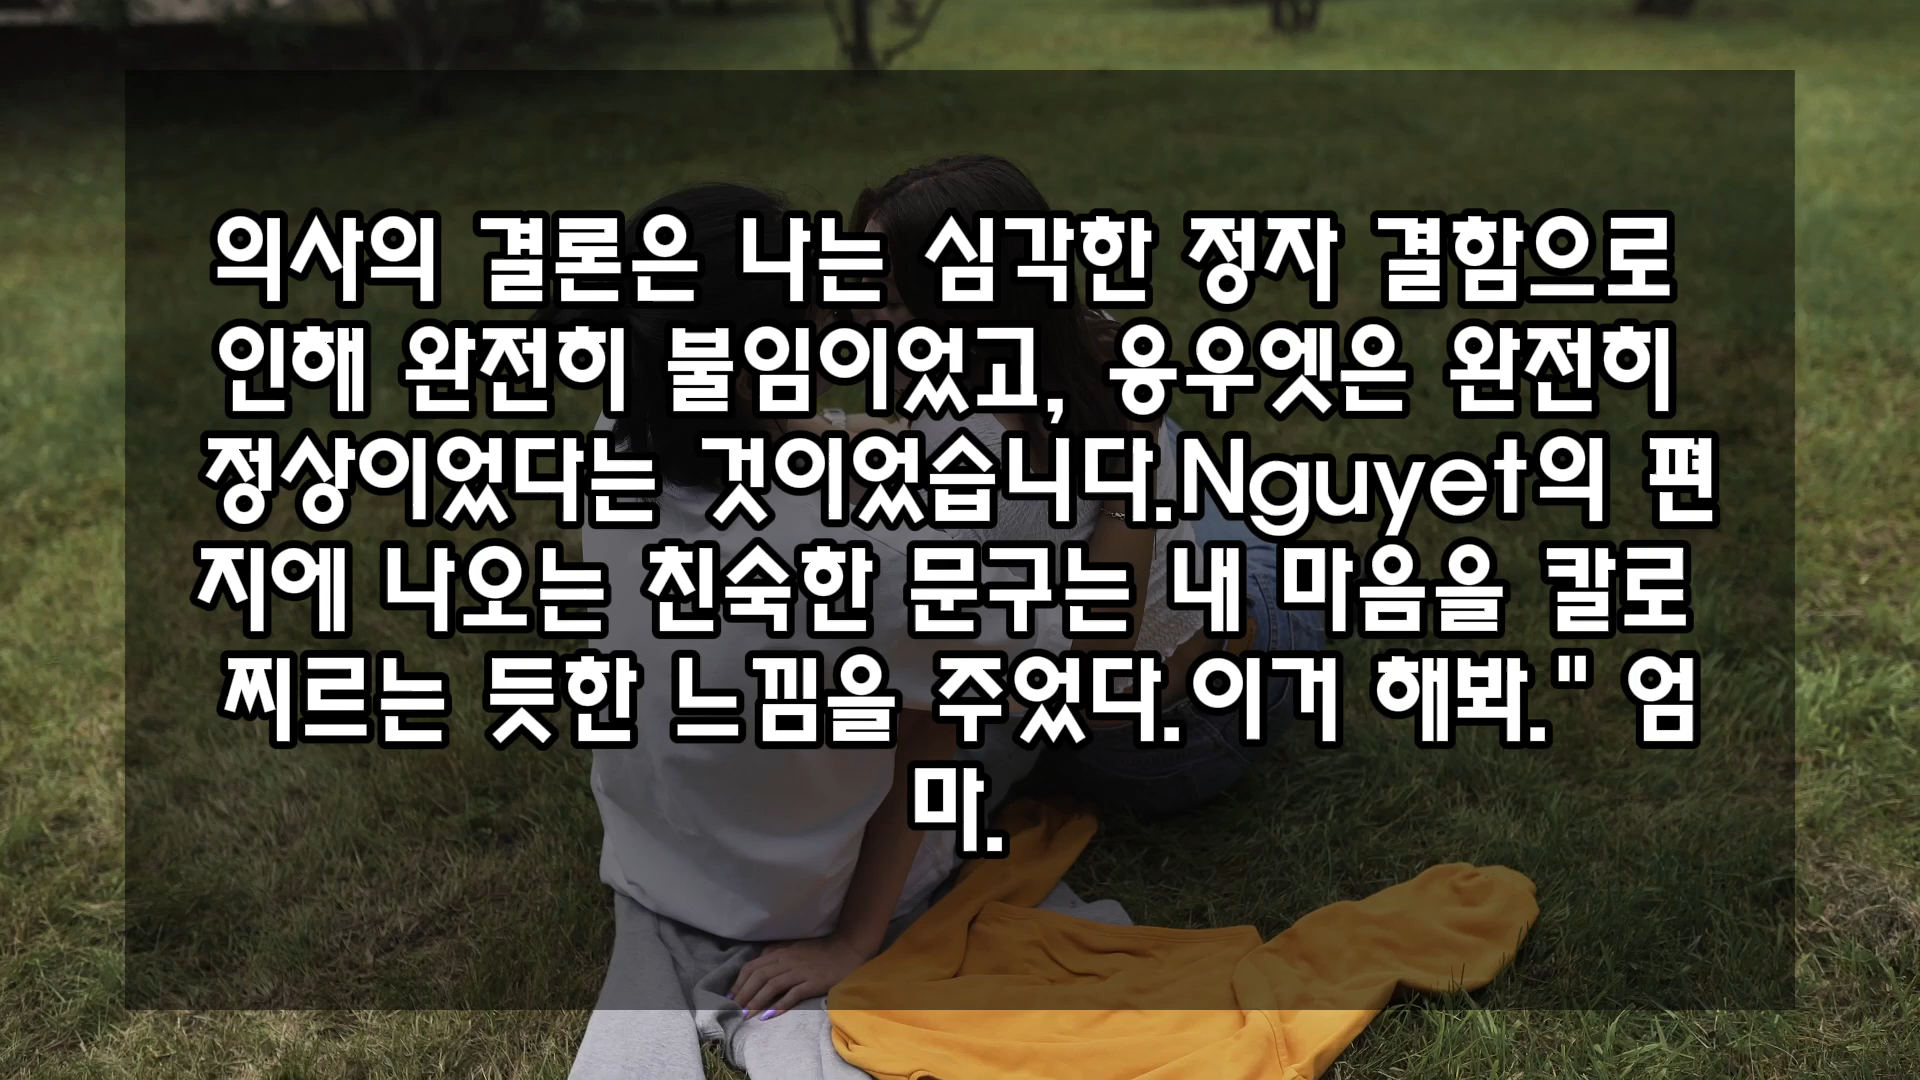 의사의 결론은 나는 심각한 정자 결함으로
인해 완전히 불임이었고, 응우엣은 완전히
정상이었다는 것이었습니다.Nguyet의 편
지에 나오는 친숙한 문구는 내 마음을 칼로
찌르는 듯한 느낌을 주었다.이거 해봐." 엄
마.